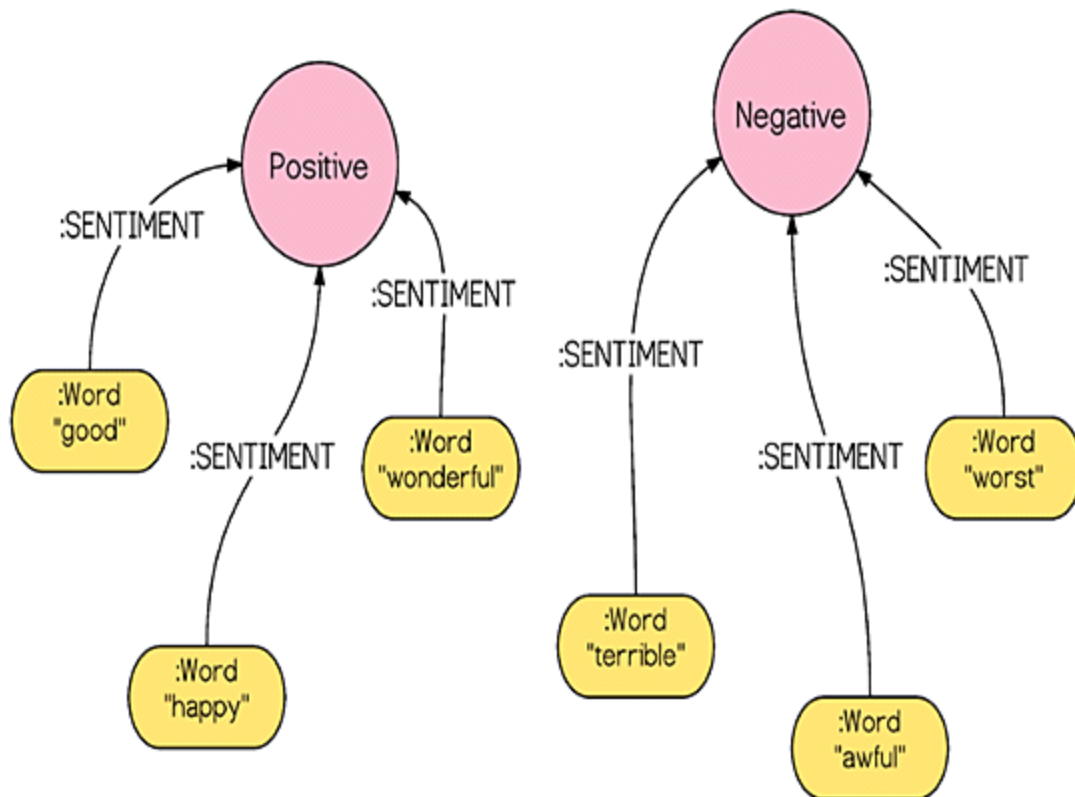 Positive
:SENTIMENT
:SENTIMENT
:SENTIMENT
:Word
"good"
:Word
"wonderful"
:Word
"happy"
Negative
:SENTIMENT
:SENTIMENT
:SENTIMENT
:Word
"worst"
:Word
"terrible"
:Word
"awful"